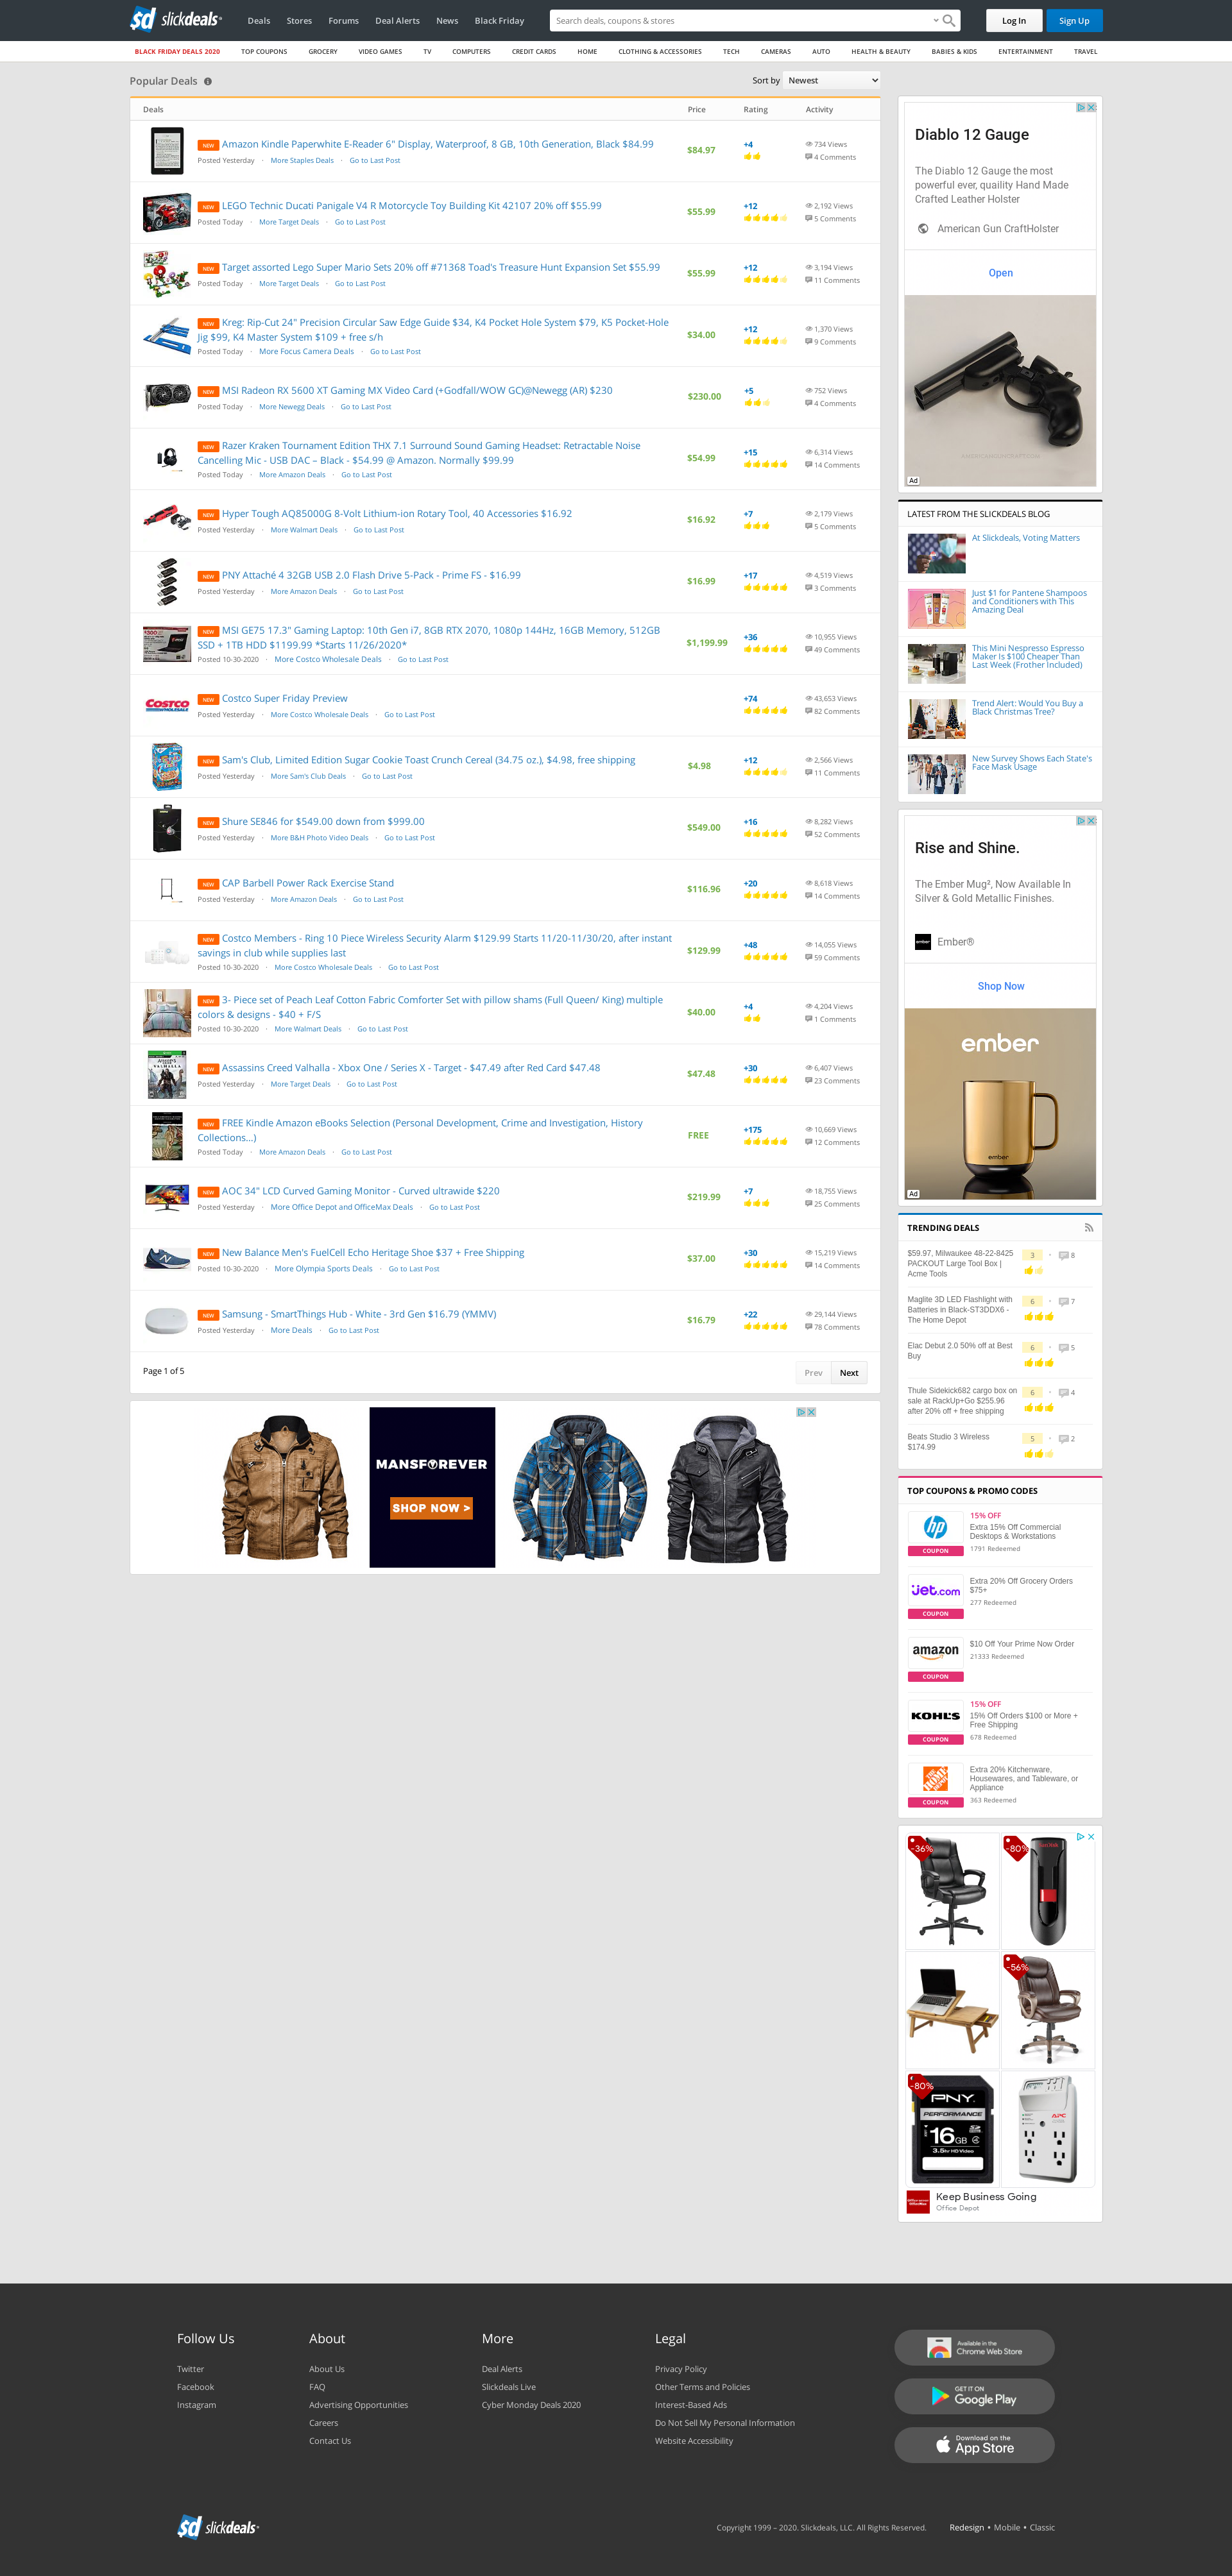 sd slickdeals
Deals Stores Forums Deal Alerts News Black Friday
Search deals, coupons & stores
Log In Sign Up
BLACK FRIDAY DEALS 2020 TOP COUPONS GROCERY VIDEO GAMES TV COMPUTERS CREDIT CARDS HOME CLOTHING & ACCESSORIES TECH CAMERAS AUTO HEALTH & BEAUTY BABIES & KIDS ENTERTAINMENT TRAVEL
Popular Deals
Sort by Newest
Deals Price Rating Activity
NEW Amazon Kindle Paperwhite E-Reader 6" Display, Waterproof, 8 GB, 10th Generation, Black $84.99
Posted Yesterday · More Staples Deals · Go to Last Post
$84.97
+4
734 Views
4 Comments
NEW LEGO Technic Ducati Panigale V4 R Motorcycle Toy Building Kit 42107 20% off $55.99
Posted Today · More Target Deals · Go to Last Post
$55.99
+12
2,192 Views
5 Comments
NEW Target assorted Lego Super Mario Sets 20% off #71368 Toad's Treasure Hunt Expansion Set $55.99
Posted Today · More Target Deals · Go to Last Post
$55.99
+12
3,194 Views
11 Comments
NEW Kreg: Rip-Cut 24" Precision Circular Saw Edge Guide $34, K4 Pocket Hole System $79, K5 Pocket-Hole
Jig $99, K4 Master System $109 + free s/h
Posted Today · More Focus Camera Deals · Go to Last Post
$34.00
+12
1,370 Views
9 Comments
NEW MSI Radeon RX 5600 XT Gaming MX Video Card (+Godfall/WOW GC)@Newegg (AR) $230
Posted Today · More Newegg Deals · Go to Last Post
$230.00
+5
752 Views
4 Comments
NEW Razer Kraken Tournament Edition THX 7.1 Surround Sound Gaming Headset: Retractable Noise
Cancelling Mic - USB DAC – Black - $54.99 @ Amazon. Normally $99.99
Posted Today · More Amazon Deals · Go to Last Post
$54.99
+15
6,314 Views
14 Comments
NEW Hyper Tough AQ85000G 8-Volt Lithium-ion Rotary Tool, 40 Accessories $16.92
Posted Yesterday · More Walmart Deals · Go to Last Post
$16.92
+7
2,179 Views
5 Comments
NEW PNY Attaché 4 32GB USB 2.0 Flash Drive 5-Pack - Prime FS - $16.99
Posted Yesterday · More Amazon Deals · Go to Last Post
$16.99
+17
4,519 Views
3 Comments
NEW MSI GE75 17.3" Gaming Laptop: 10th Gen i7, 8GB RTX 2070, 1080p 144Hz, 16GB Memory, 512GB
SSD + 1TB HDD $1199.99 *Starts 11/26/2020*
Posted 10-30-2020 · More Costco Wholesale Deals · Go to Last Post
$1,199.99
+36
10,955 Views
49 Comments
COSTCO WHOLESALE
NEW Costco Super Friday Preview
Posted Yesterday · More Costco Wholesale Deals · Go to Last Post
+74
43,653 Views
82 Comments
NEW Sam's Club, Limited Edition Sugar Cookie Toast Crunch Cereal (34.75 oz.), $4.98, free shipping
Posted Yesterday · More Sam's Club Deals · Go to Last Post
$4.98
+12
2,566 Views
11 Comments
NEW Shure SE846 for $549.00 down from $999.00
Posted Yesterday · More B&H Photo Video Deals · Go to Last Post
$549.00
+16
8,282 Views
52 Comments
NEW CAP Barbell Power Rack Exercise Stand
Posted Yesterday · More Amazon Deals · Go to Last Post
$116.96
+20
8,618 Views
14 Comments
NEW Costco Members - Ring 10 Piece Wireless Security Alarm $129.99 Starts 11/20-11/30/20, after instant
savings in club while supplies last
Posted 10-30-2020 · More Costco Wholesale Deals · Go to Last Post
$129.99
+48
14,055 Views
59 Comments
NEW 3- Piece set of Peach Leaf Cotton Fabric Comforter Set with pillow shams (Full Queen/ King) multiple
colors & designs - $40 + F/S
Posted 10-30-2020 · More Walmart Deals · Go to Last Post
$40.00
+4
4,204 Views
1 Comments
NEW Assassins Creed Valhalla - Xbox One / Series X - Target - $47.49 after Red Card $47.48
Posted Yesterday · More Target Deals · Go to Last Post
$47.48
+30
6,407 Views
23 Comments
NEW FREE Kindle Amazon eBooks Selection (Personal Development, Crime and Investigation, History
Collections...)
Posted Today · More Amazon Deals · Go to Last Post
FREE
+175
10,669 Views
12 Comments
NEW AOC 34" LCD Curved Gaming Monitor - Curved ultrawide $220
Posted Yesterday · More Office Depot and OfficeMax Deals · Go to Last Post
$219.99
+7
18,755 Views
25 Comments
NEW New Balance Men's FuelCell Echo Heritage Shoe $37 + Free Shipping
Posted 10-30-2020 · More Olympia Sports Deals · Go to Last Post
$37.00
+30
15,219 Views
14 Comments
NEW Samsung - SmartThings Hub - White - 3rd Gen $16.79 (YMMV)
Posted Yesterday · More Deals · Go to Last Post
$16.79
+22
29,144 Views
78 Comments
Page 1 of 5
Prev Next
MANSFOREVER
SHOP NOW >
Diablo 12 Gauge
The Diablo 12 Gauge the most
powerful ever, quaility Hand Made
Crafted Leather Holster
American Gun CraftHolster
Open
Ad
LATEST FROM THE SLICKDEALS BLOG
At Slickdeals, Voting Matters
Just $1 for Pantene Shampoos
and Conditioners with This
Amazing Deal
This Mini Nespresso Espresso
Maker Is $100 Cheaper Than
Last Week (Frother Included)
Trend Alert: Would You Buy a
Black Christmas Tree?
New Survey Shows Each State's
Face Mask Usage
Rise and Shine.
The Ember Mug², Now Available In
Silver & Gold Metallic Finishes.
ember Ember®
Shop Now
ember
ember
Ad
TRENDING DEALS
$59.97, Milwaukee 48-22-8425
PACKOUT Large Tool Box |
Acme Tools
3 · 8
Maglite 3D LED Flashlight with
Batteries in Black-ST3DDX6 -
The Home Depot
6 · 7
Elac Debut 2.0 50% off at Best
Buy
6 · 5
Thule Sidekick682 cargo box on
sale at RackUp+Go $255.96
after 20% off + free shipping
6 · 4
Beats Studio 3 Wireless
$174.99
5 · 2
TOP COUPONS & PROMO CODES
hp
COUPON
15% OFF
Extra 15% Off Commercial
Desktops & Workstations
1791 Redeemed
jet.com
COUPON
Extra 20% Off Grocery Orders
$75+
277 Redeemed
amazon
COUPON
$10 Off Your Prime Now Order
21333 Redeemed
KOHL'S
COUPON
15% OFF
15% Off Orders $100 or More +
Free Shipping
678 Redeemed
COUPON
Extra 20% Kitchenware,
Housewares, and Tableware, or
Appliance
363 Redeemed
-36%
-80%
SanDisk
-56%
-80%
PNY
PERFORMANCE
16 GB
3.5hr HD Video
APC
Keep Business Going
Office Depot
Follow Us
Twitter
Facebook
Instagram
About
About Us
FAQ
Advertising Opportunities
Careers
Contact Us
More
Deal Alerts
Slickdeals Live
Cyber Monday Deals 2020
Legal
Privacy Policy
Other Terms and Policies
Interest-Based Ads
Do Not Sell My Personal Information
Website Accessibility
Available in the
Chrome Web Store
GET IT ON
Google Play
Download on the
App Store
sd slickdeals
Copyright 1999 – 2020. Slickdeals, LLC. All Rights Reserved.
Redesign • Mobile • Classic